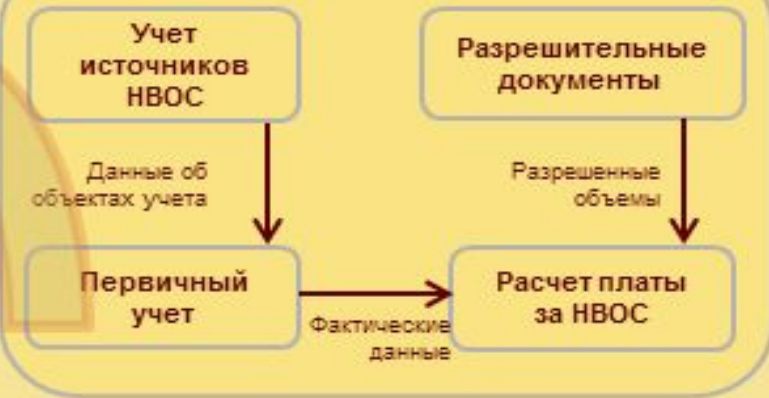 Учет
источников
НВОС
Разрешительные
документы
Данные об
объектах учета
Разрешенные
объемы
Первичный
учет
Фактические
данные
Расчет платы
за НВОС